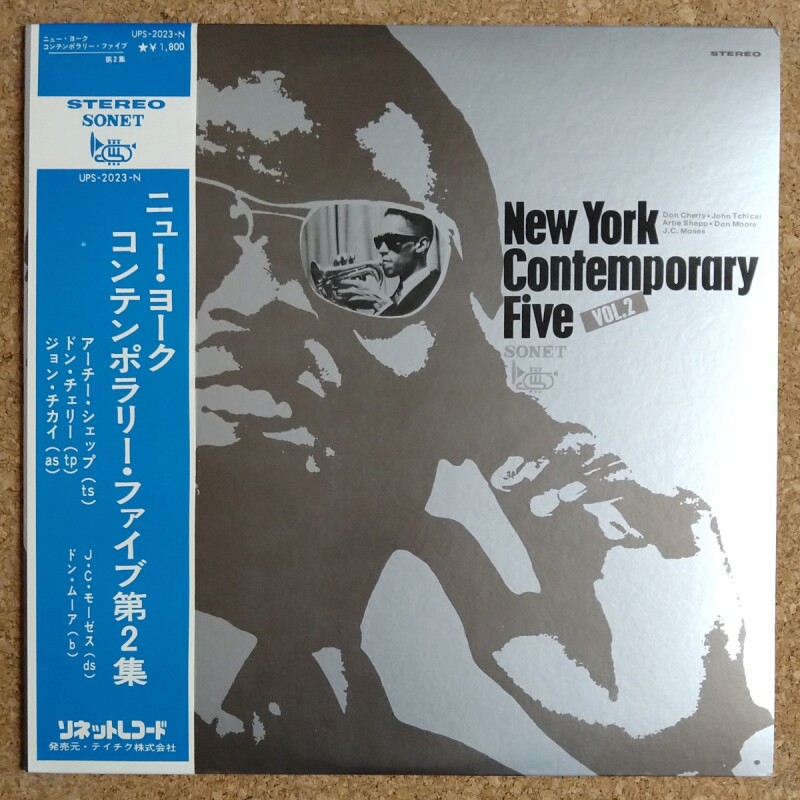 ニュー・ヨーク
コンテンポラリー・ファイブ
第2集
UPS-2023-N
★¥1,800
STEREO
SONET
UPS-2023-N
ニュー・ヨーク
コンテンポラリー・ファイブ第2集
アーチー・シェップ(ts)
ドン・チェリー(tp)
ジョン・チカイ(as)
J・C・モーゼス(ds)
ドン・ムーア(b)
ソネットレコード
発売元・テイチク株式会社
STEREO
New York
Contemporary
Five
VOL.2
Don Cherry • John Tchicai
Artie Shepp • Don Moore
J.C. Moses
SONET